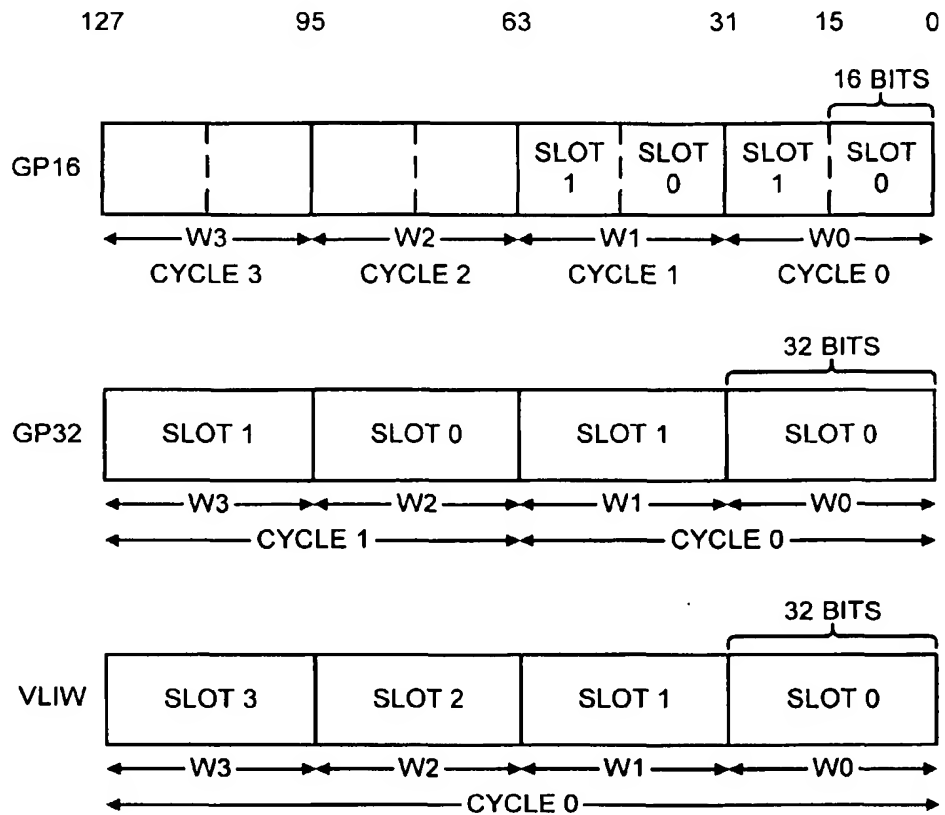 127 95 63 31 15 0
16 BITS
GP16 SLOT 1 SLOT 0 SLOT 1 SLOT 0
W3 W2 W1 W0
CYCLE 3 CYCLE 2 CYCLE 1 CYCLE 0
32 BITS
GP32 SLOT 1 SLOT 0 SLOT 1 SLOT 0
W3 W2 W1 W0
CYCLE 1 CYCLE 0
32 BITS
VLIW SLOT 3 SLOT 2 SLOT 1 SLOT 0
W3 W2 W1 W0
CYCLE 0